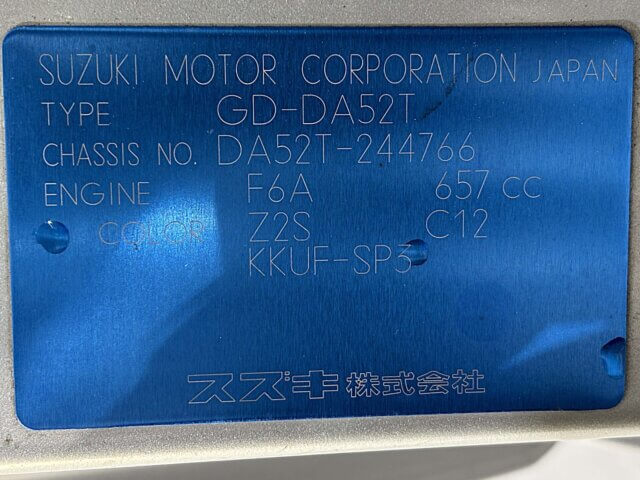 SUZUKI MOTOR CORPORATION JAPAN
TYPE GD-DA52T
CHASSIS NO. DA52T-244766
ENGINE F6A 657 CC
COLOR Z2S C12
KKUF-SP3
スズキ株式会社